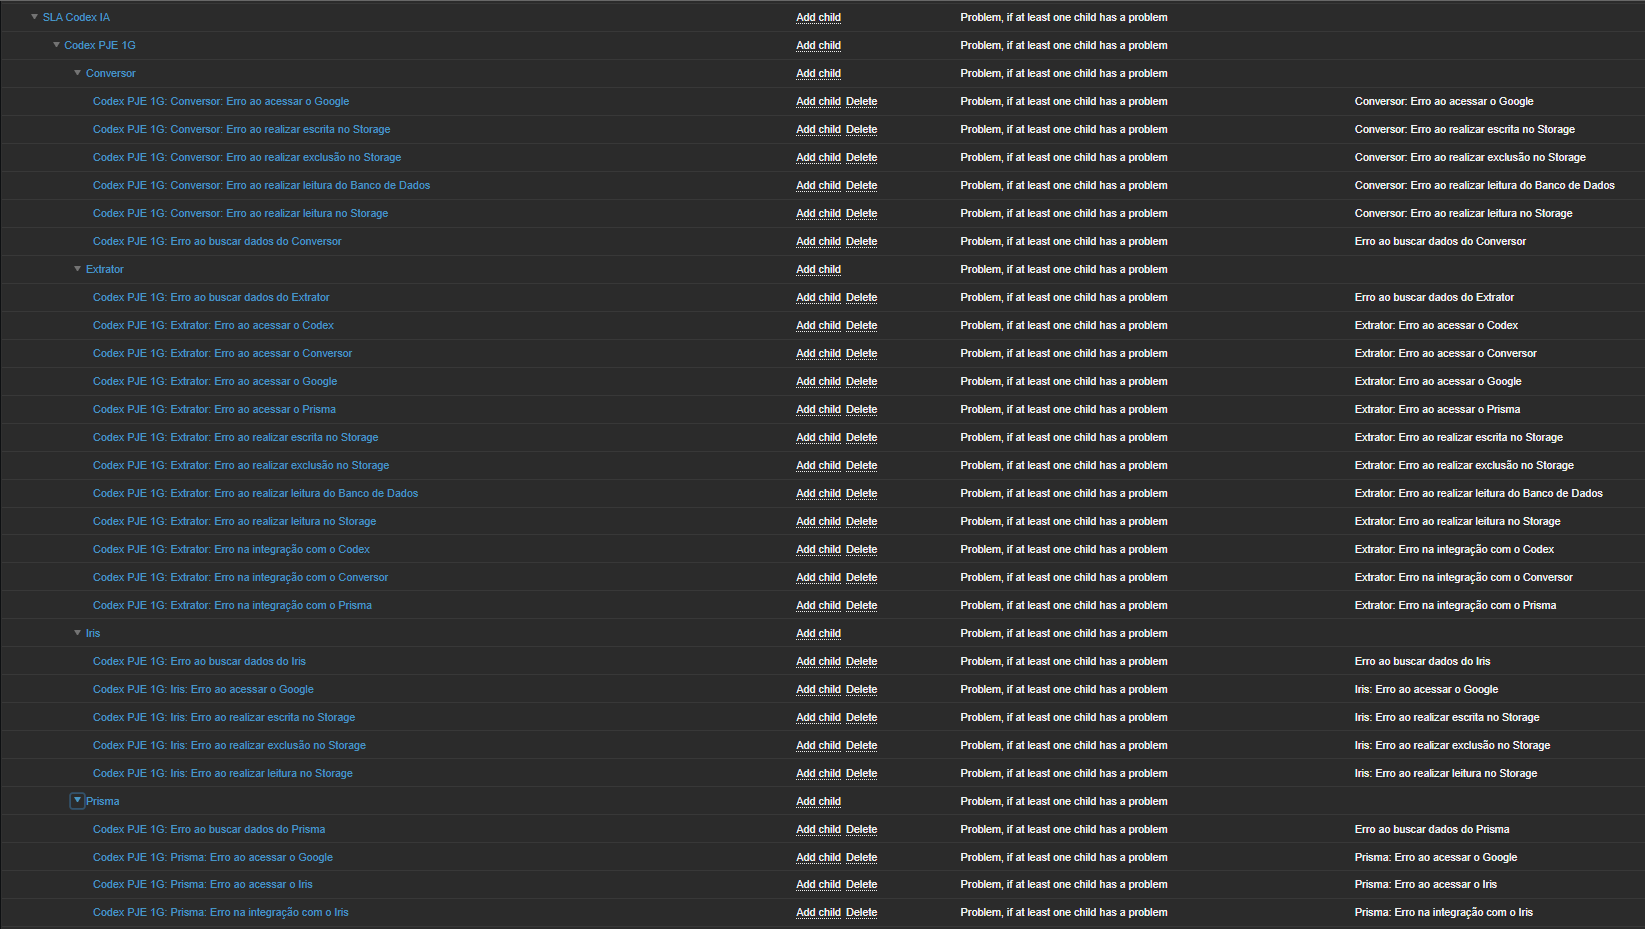 SLA Codex IA Add child Problem, if at least one child has a problem
Codex PJE 1G Add child Problem, if at least one child has a problem
Conversor Add child Problem, if at least one child has a problem
Codex PJE 1G: Conversor: Erro ao acessar o Google Add child Delete Problem, if at least one child has a problem Conversor: Erro ao acessar o Google
Codex PJE 1G: Conversor: Erro ao realizar escrita no Storage Add child Delete Problem, if at least one child has a problem Conversor: Erro ao realizar escrita no Storage
Codex PJE 1G: Conversor: Erro ao realizar exclusão no Storage Add child Delete Problem, if at least one child has a problem Conversor: Erro ao realizar exclusão no Storage
Codex PJE 1G: Conversor: Erro ao realizar leitura do Banco de Dados Add child Delete Problem, if at least one child has a problem Conversor: Erro ao realizar leitura do Banco de Dados
Codex PJE 1G: Conversor: Erro ao realizar leitura no Storage Add child Delete Problem, if at least one child has a problem Conversor: Erro ao realizar leitura no Storage
Codex PJE 1G: Erro ao buscar dados do Conversor Add child Delete Problem, if at least one child has a problem Erro ao buscar dados do Conversor
Extrator Add child Problem, if at least one child has a problem
Codex PJE 1G: Erro ao buscar dados do Extrator Add child Delete Problem, if at least one child has a problem Erro ao buscar dados do Extrator
Codex PJE 1G: Extrator: Erro ao acessar o Codex Add child Delete Problem, if at least one child has a problem Extrator: Erro ao acessar o Codex
Codex PJE 1G: Extrator: Erro ao acessar o Conversor Add child Delete Problem, if at least one child has a problem Extrator: Erro ao acessar o Conversor
Codex PJE 1G: Extrator: Erro ao acessar o Google Add child Delete Problem, if at least one child has a problem Extrator: Erro ao acessar o Google
Codex PJE 1G: Extrator: Erro ao acessar o Prisma Add child Delete Problem, if at least one child has a problem Extrator: Erro ao acessar o Prisma
Codex PJE 1G: Extrator: Erro ao realizar escrita no Storage Add child Delete Problem, if at least one child has a problem Extrator: Erro ao realizar escrita no Storage
Codex PJE 1G: Extrator: Erro ao realizar exclusão no Storage Add child Delete Problem, if at least one child has a problem Extrator: Erro ao realizar exclusão no Storage
Codex PJE 1G: Extrator: Erro ao realizar leitura do Banco de Dados Add child Delete Problem, if at least one child has a problem Extrator: Erro ao realizar leitura do Banco de Dados
Codex PJE 1G: Extrator: Erro ao realizar leitura no Storage Add child Delete Problem, if at least one child has a problem Extrator: Erro ao realizar leitura no Storage
Codex PJE 1G: Extrator: Erro na integração com o Codex Add child Delete Problem, if at least one child has a problem Extrator: Erro na integração com o Codex
Codex PJE 1G: Extrator: Erro na integração com o Conversor Add child Delete Problem, if at least one child has a problem Extrator: Erro na integração com o Conversor
Codex PJE 1G: Extrator: Erro na integração com o Prisma Add child Delete Problem, if at least one child has a problem Extrator: Erro na integração com o Prisma
Iris Add child Problem, if at least one child has a problem
Codex PJE 1G: Erro ao buscar dados do Iris Add child Delete Problem, if at least one child has a problem Erro ao buscar dados do Iris
Codex PJE 1G: Iris: Erro ao acessar o Google Add child Delete Problem, if at least one child has a problem Iris: Erro ao acessar o Google
Codex PJE 1G: Iris: Erro ao realizar escrita no Storage Add child Delete Problem, if at least one child has a problem Iris: Erro ao realizar escrita no Storage
Codex PJE 1G: Iris: Erro ao realizar exclusão no Storage Add child Delete Problem, if at least one child has a problem Iris: Erro ao realizar exclusão no Storage
Codex PJE 1G: Iris: Erro ao realizar leitura no Storage Add child Delete Problem, if at least one child has a problem Iris: Erro ao realizar leitura no Storage
Prisma Add child Problem, if at least one child has a problem
Codex PJE 1G: Erro ao buscar dados do Prisma Add child Delete Problem, if at least one child has a problem Erro ao buscar dados do Prisma
Codex PJE 1G: Prisma: Erro ao acessar o Google Add child Delete Problem, if at least one child has a problem Prisma: Erro ao acessar o Google
Codex PJE 1G: Prisma: Erro ao acessar o Iris Add child Delete Problem, if at least one child has a problem Prisma: Erro ao acessar o Iris
Codex PJE 1G: Prisma: Erro na integração com o Iris Add child Delete Problem, if at least one child has a problem Prisma: Erro na integração com o Iris